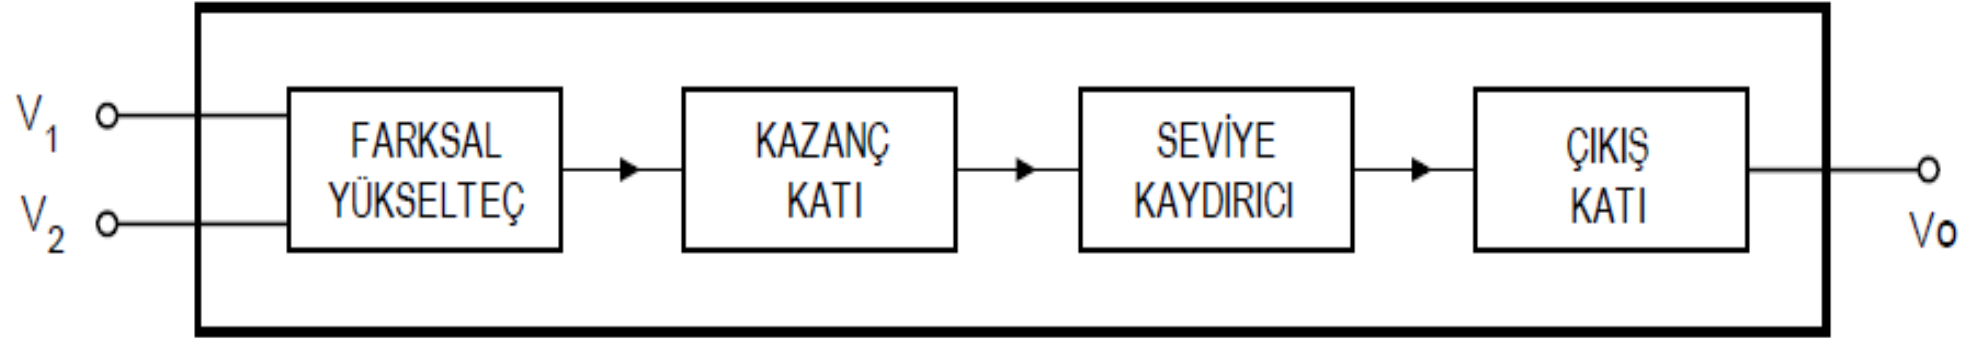 V1
V2
FARKSAL
YÜKSELTEÇ
KAZANÇ
KATI
SEVİYE
KAYDIRICI
ÇIKIŞ
KATI
Vo